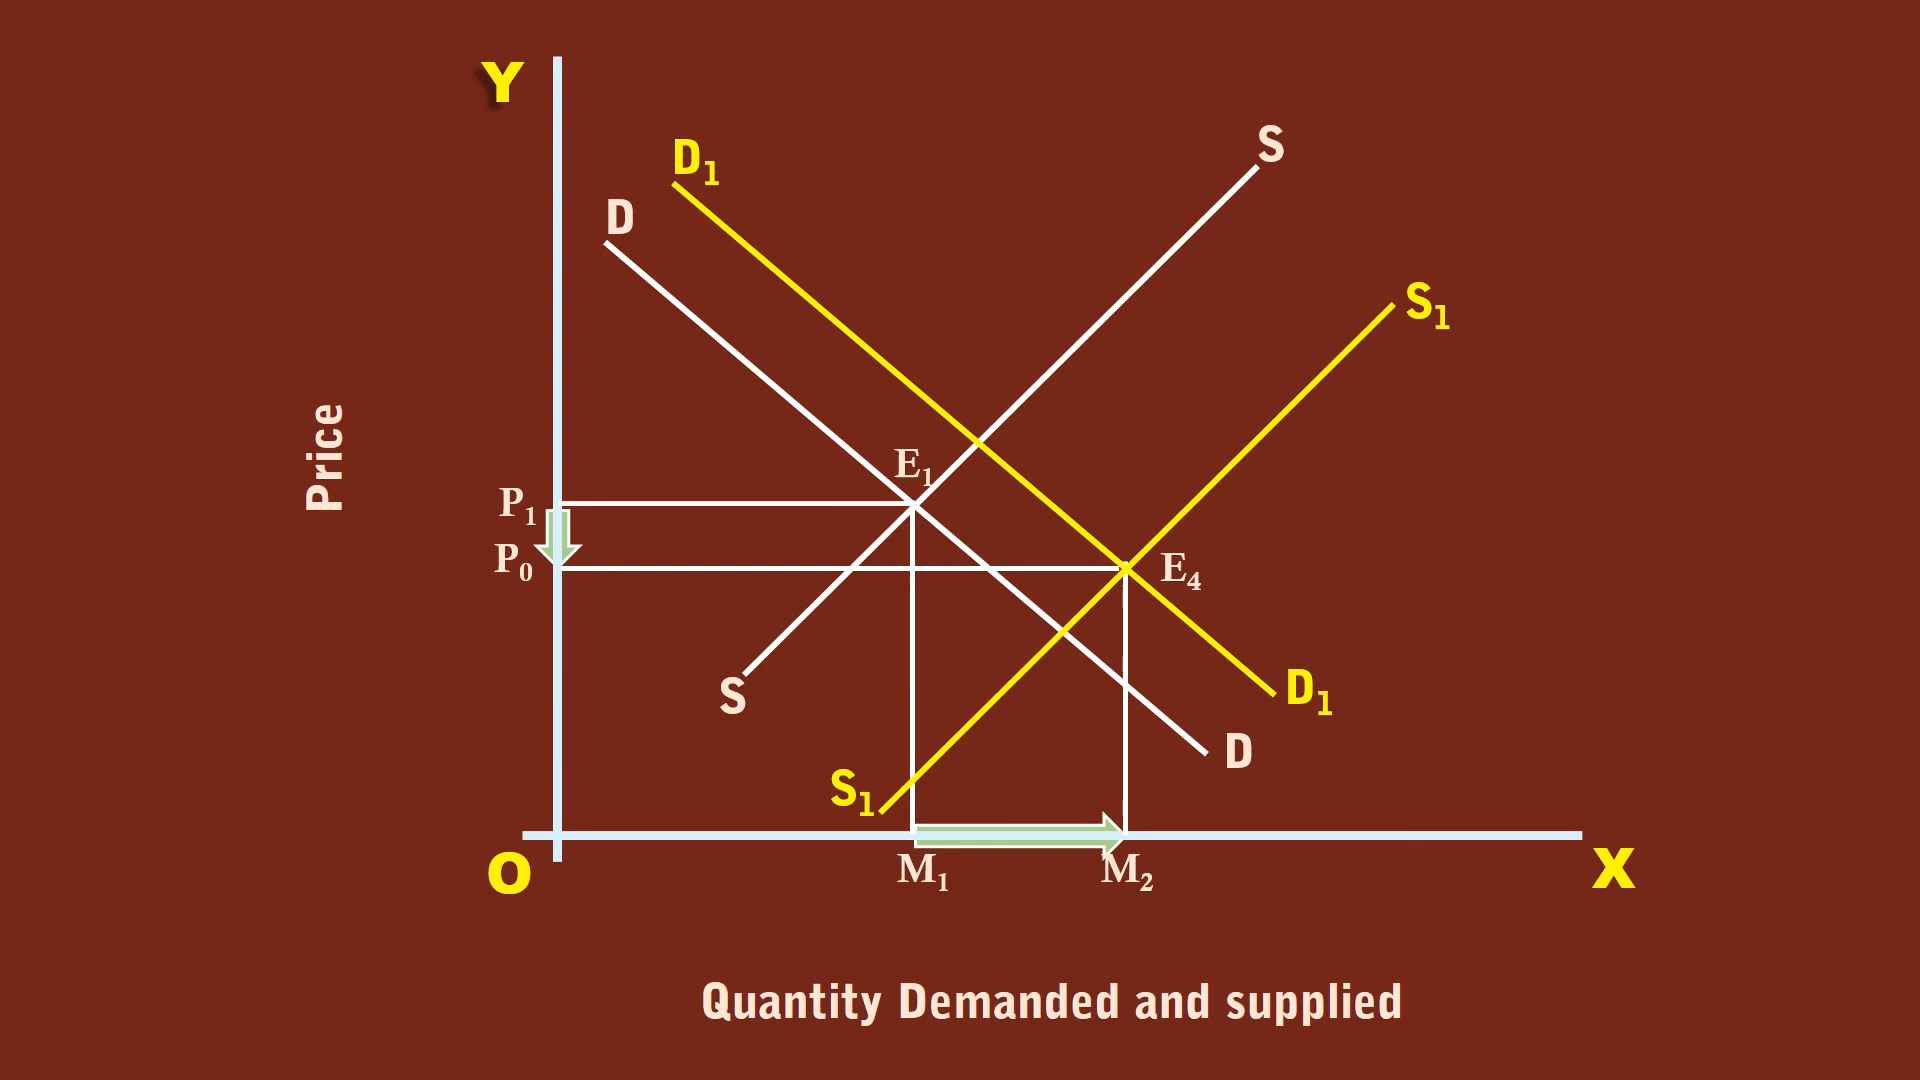 Y
D₁
S
D
S₁
Price
E₁
P₁
P₀
E₄
S
D₁
D
S₁
O
M₁
M₂
X
Quantity Demanded and supplied